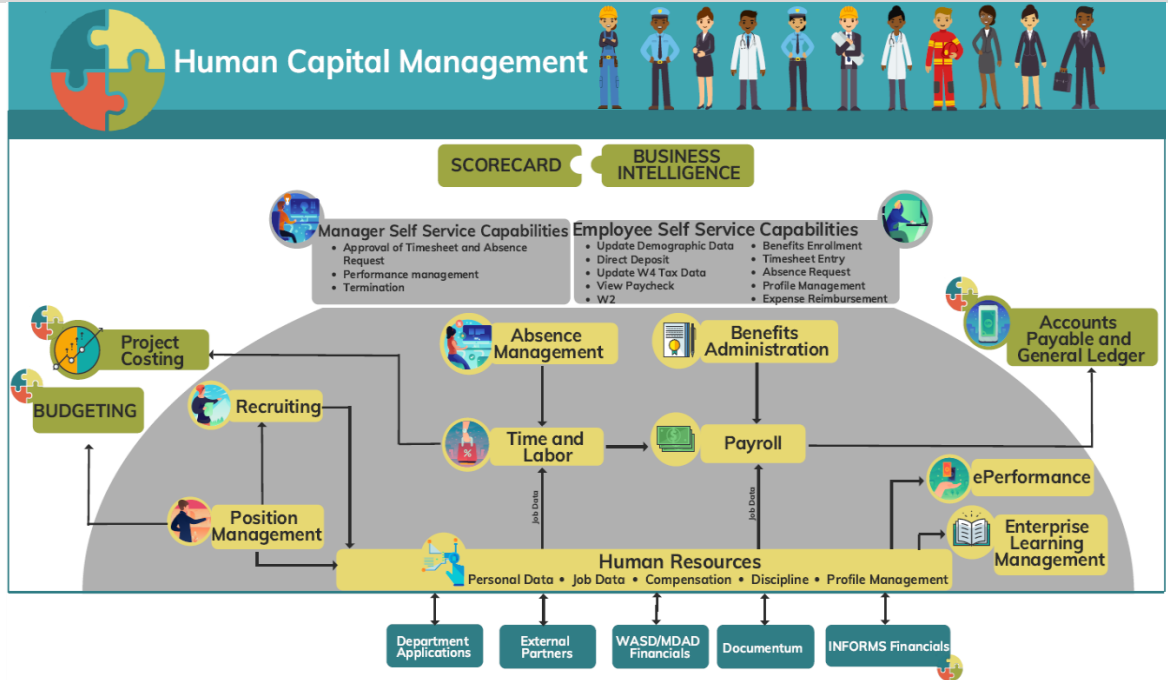 Human Capital Management
SCORECARD
BUSINESS
INTELLIGENCE
Manager Self Service Capabilities
• Approval of Timesheet and Absence
Request
• Performance management
• Termination
Employee Self Service Capabilities
• Update Demographic Data
• Direct Deposit
• Update W4 Tax Data
• View Paycheck
• W2
• Benefits Enrollment
• Timesheet Entry
• Absence Request
• Profile Management
• Expense Reimbursement
Project
Costing
BUDGETING
Absence
Management
Benefits
Administration
Accounts
Payable and
General Ledger
Recruiting
Time and
Labor
%
Payroll
Position
Management
Job Data
Job Data
ePerformance
Enterprise
Learning
Management
Human Resources
Personal Data • Job Data • Compensation • Discipline • Profile Management
Department
Applications
External
Partners
WASD/MDAD
Financials
Documentum
INFORMS Financials